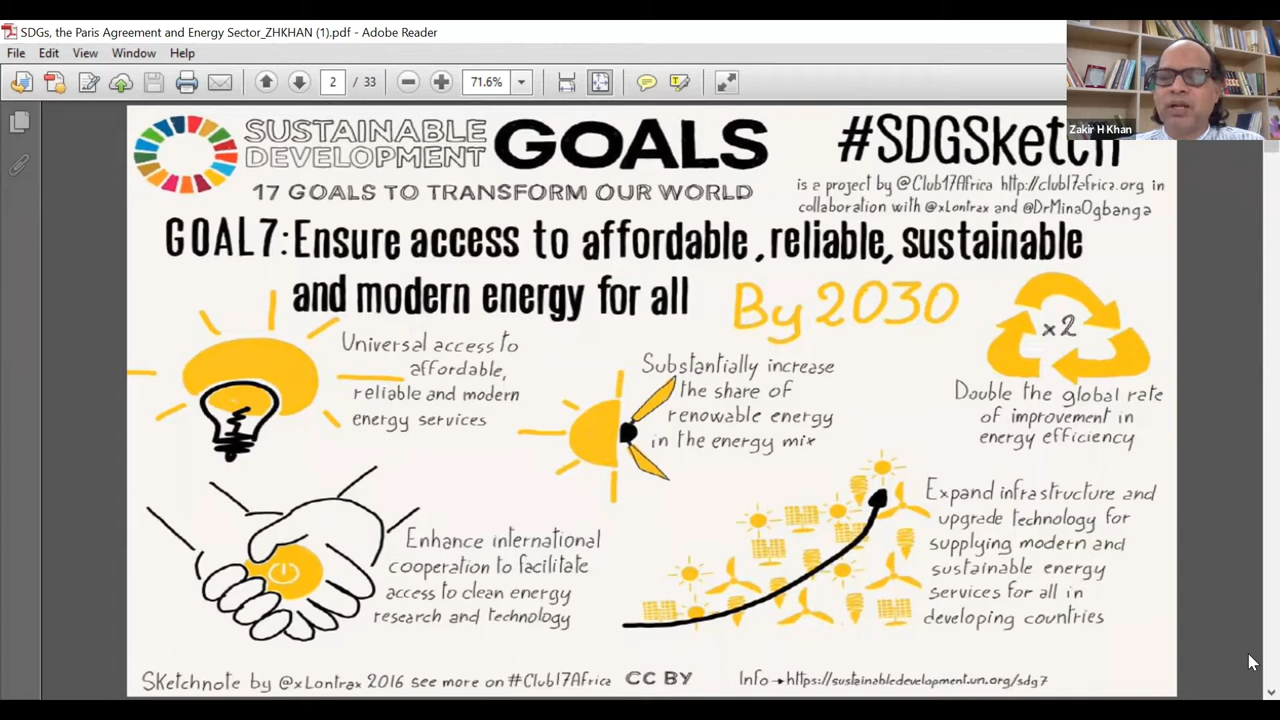 SDGs, the Paris Agreement and Energy Sector_ZHKHAN (1).pdf - Adobe Reader
File Edit View Window Help
2 / 33 71.6%
Zakir H Khan
SUSTAINABLE
DEVELOPMENT
GOALS
17 GOALS TO TRANSFORM OUR WORLD
#SDGSketch
is a project by @Club17Africa http://club17africa.org in
collaboration with @xLontrax and @DrMinaOgbanga
GOAL7: Ensure access to affordable, reliable, sustainable
and modern energy for all
By 2030
Universal access to
affordable,
reliable and modern
energy services
Substantially increase
the share of
renowable energy
in the energy mix
x2
Double the global rate
of improvement in
energy efficiency
Enhance international
cooperation to facilitate
access to clean energy
research and technology
Expand infrastructure and
upgrade technology for
supplying modern and
sustainable energy
services for all in
developing countries
Sketchnote by @xLontrax 2016 see more on #Club17Africa CC BY
Info→https://sustainabledevelopment.un.org/sdg7